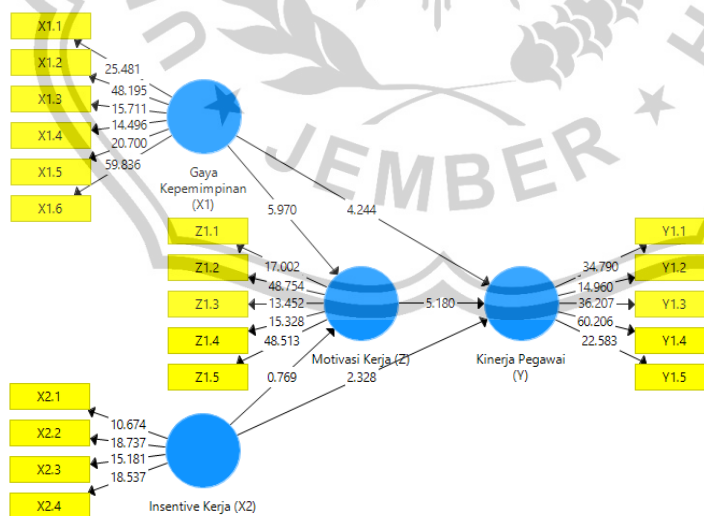 X1.1
X1.2
X1.3
X1.4
X1.5
X1.6
25.481
48.195
15.711
14.496
20.700
59.836
Gaya
Kepemimpinan
(X1)
JEMBER
5.970
4.244
Z1.1
Z1.2
Z1.3
Z1.4
Z1.5
17.002
48.754
13.452
15.328
48.513
Motivasi Kerja (Z)
5.180
Kinerja Pegawai
(Y)
34.790
14.960
36.207
60.206
22.583
Y1.1
Y1.2
Y1.3
Y1.4
Y1.5
0.769
2.328
X2.1
X2.2
X2.3
X2.4
10.674
18.737
15.181
18.537
Insentive Kerja (X2)